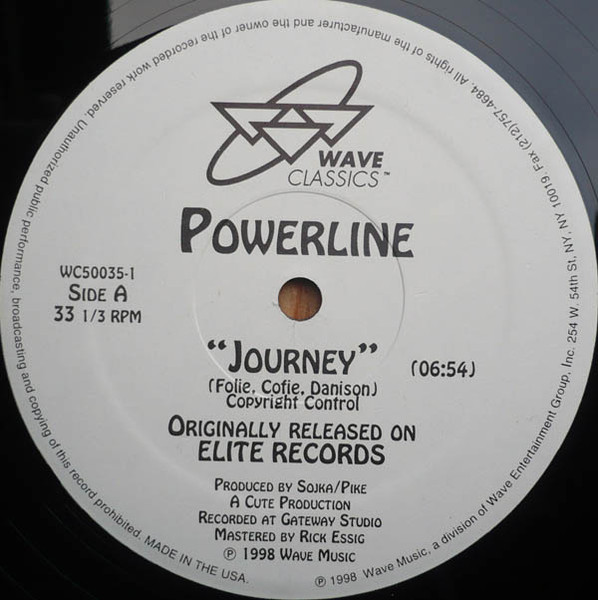 WAVE
CLASSICS™
POWERLINE
WC50035-1
SIDE A
33 1/3 RPM
"JOURNEY" (06:54)
(Folie, Cofie, Danison)
Copyright Control
ORIGINALLY RELEASED ON
ELITE RECORDS
PRODUCED BY SOJKA/PIKE
A CUTE PRODUCTION
RECORDED AT GATEWAY STUDIO
MASTERED BY RICK ESSIG
℗ 1998 WAVE MUSIC
℗ 1998 Wave Music, a division of Wave Entertainment Group, Inc. 254 W. 54th St, NY, NY 10019 Fax (212)757-4684. All rights of the manufacturer and the owner of the recorded work reserved. Unauthorized public performance, broadcasting and copying of this record prohibited. MADE IN THE USA.